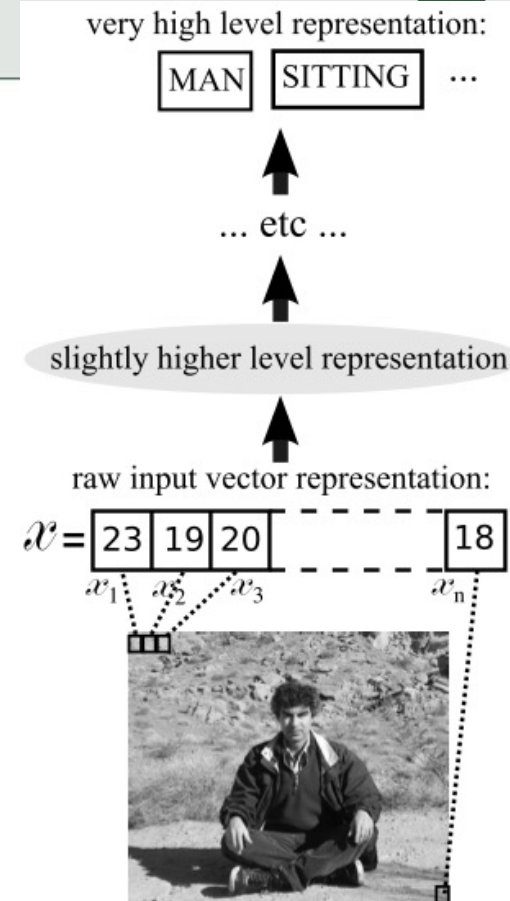 very high level representation:
MAN SITTING ...
... etc ...
slightly higher level representation
raw input vector representation:
x = 23 19 20 18
x1 x2 x3 xn